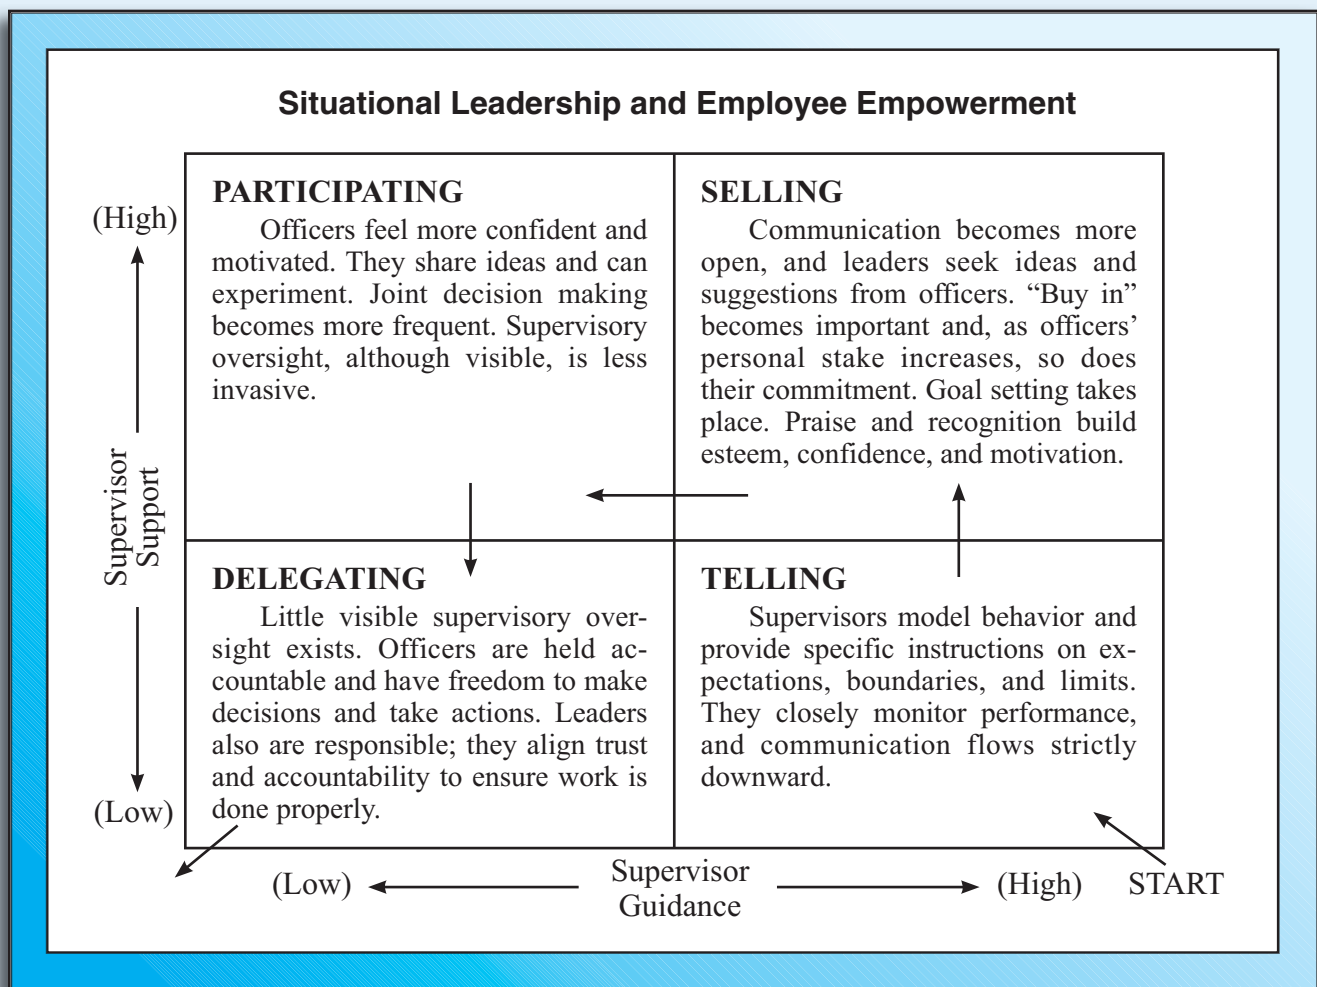 Situational Leadership and Employee Empowerment
(High)
Supervisor
Support
(Low)
PARTICIPATING
Officers feel more confident and
motivated. They share ideas and can
experiment. Joint decision making
becomes more frequent. Supervisory
oversight, although visible, is less
invasive.
SELLING
Communication becomes more
open, and leaders seek ideas and
suggestions from officers. “Buy in”
becomes important and, as officers’
personal stake increases, so does
their commitment. Goal setting takes
place. Praise and recognition build
esteem, confidence, and motivation.
DELEGATING
Little visible supervisory over-
sight exists. Officers are held ac-
countable and have freedom to make
decisions and take actions. Leaders
also are responsible; they align trust
and accountability to ensure work is
done properly.
TELLING
Supervisors model behavior and
provide specific instructions on ex-
pectations, boundaries, and limits.
They closely monitor performance,
and communication flows strictly
downward.
(Low)
Supervisor
Guidance
(High)
START